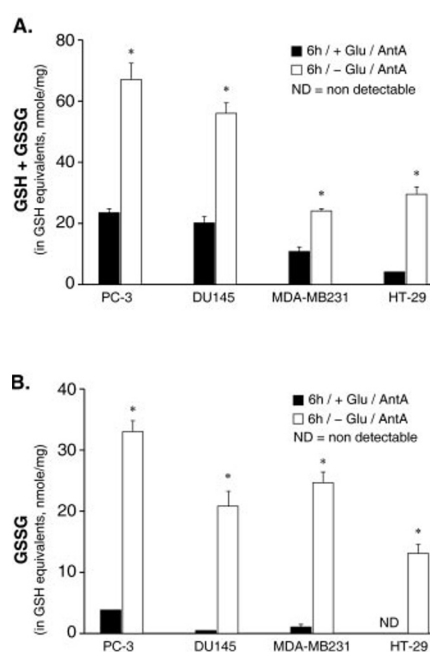 A.
80
60
40
20
0
GSH + GSSG
(in GSH equivalents, nmole/mg)
■ 6h / + Glu / AntA
□ 6h / − Glu / AntA
ND = non detectable
* * * *
PC-3 DU145 MDA-MB231 HT-29
B.
40
30
20
10
0
GSSG
(in GSH equivalents, nmole/mg)
■ 6h / + Glu / AntA
□ 6h / − Glu / AntA
ND = non detectable
* * * *
ND
PC-3 DU145 MDA-MB231 HT-29